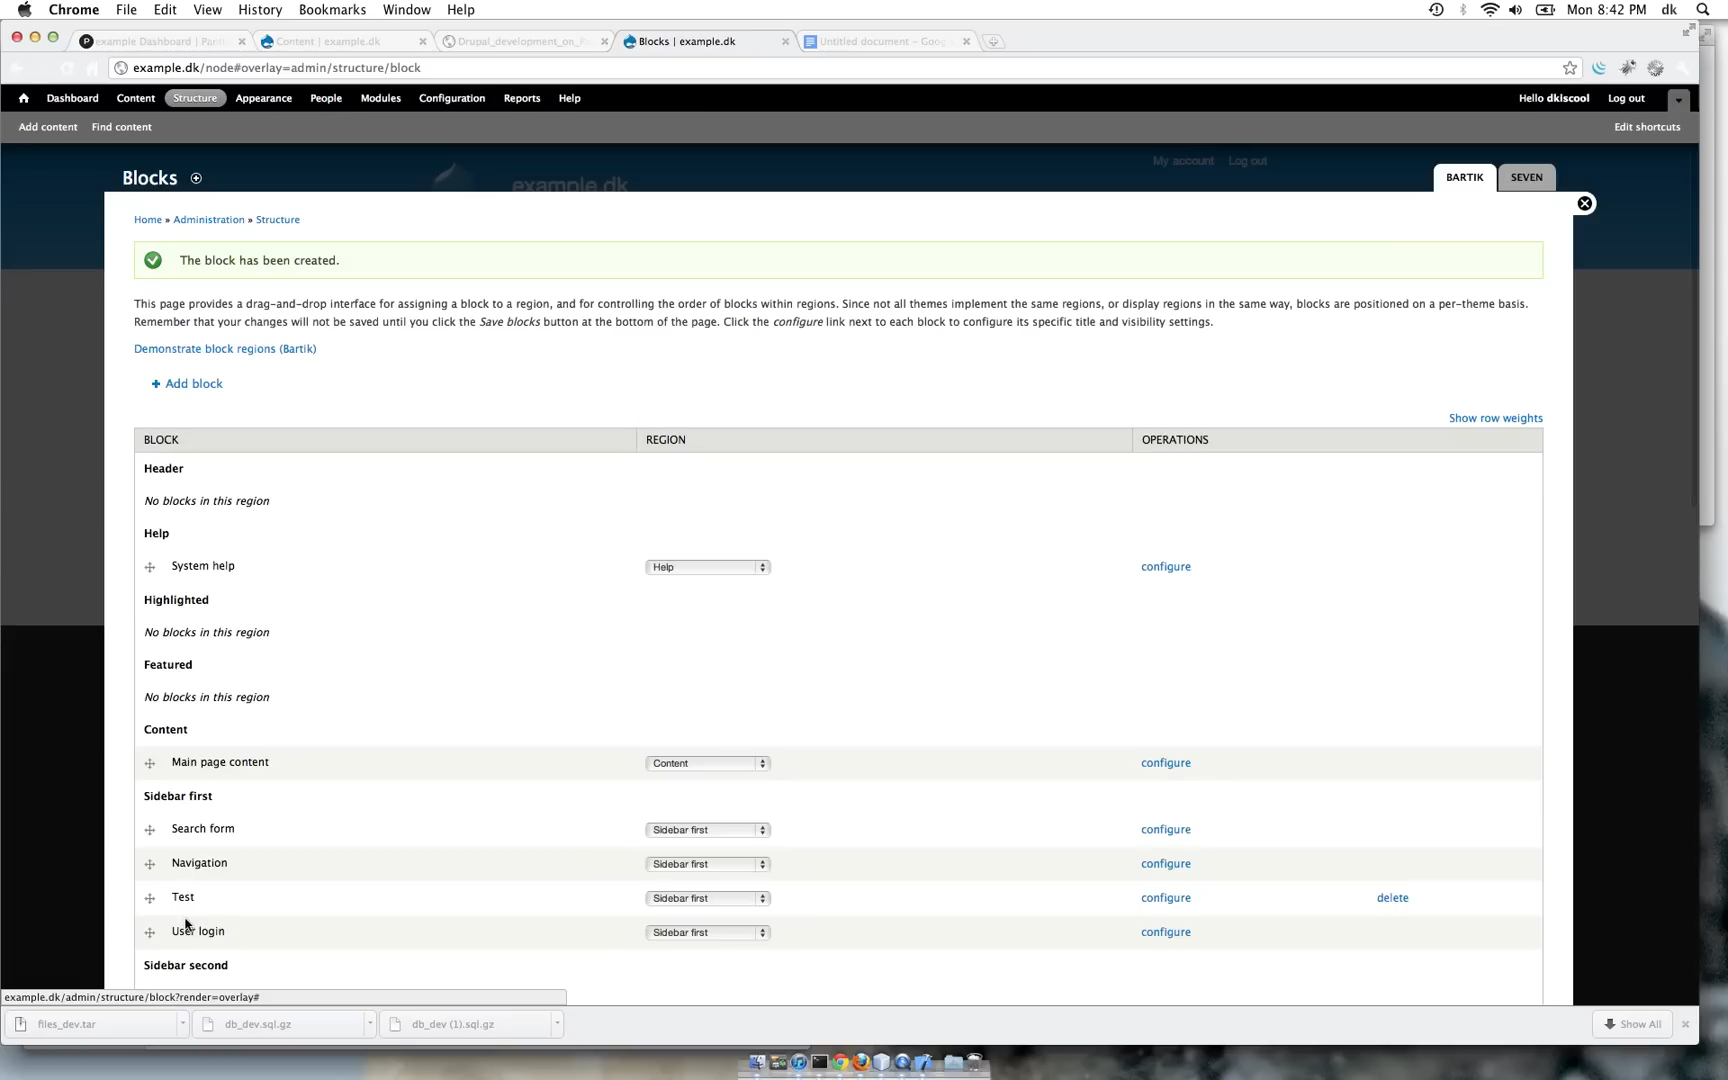 Chrome File Edit View History Bookmarks Window Help
Mon 8:42 PM dk
example Dashboard | Pant
Content | example.dk
Drupal_development_on_P
Blocks | example.dk
Untitled document – Goog
example.dk/node#overlay=admin/structure/block
Dashboard Content Structure Appearance People Modules Configuration Reports Help
Hello dkiscool Log out
Add content Find content
Edit shortcuts
My account Log out
example.dk
Blocks
BARTIK SEVEN
Home » Administration » Structure
The block has been created.
This page provides a drag-and-drop interface for assigning a block to a region, and for controlling the order of blocks within regions. Since not all themes implement the same regions, or display regions in the same way, blocks are positioned on a per-theme basis.
Remember that your changes will not be saved until you click the Save blocks button at the bottom of the page. Click the configure link next to each block to configure its specific title and visibility settings.
Demonstrate block regions (Bartik)
+ Add block
Show row weights
BLOCK REGION OPERATIONS
Header
No blocks in this region
Help
System help Help configure
Highlighted
No blocks in this region
Featured
No blocks in this region
Content
Main page content Content configure
Sidebar first
Search form Sidebar first configure
Navigation Sidebar first configure
Test Sidebar first configure delete
User login Sidebar first configure
Sidebar second
example.dk/admin/structure/block?render=overlay#
files_dev.tar
db_dev.sql.gz
db_dev (1).sql.gz
Show All